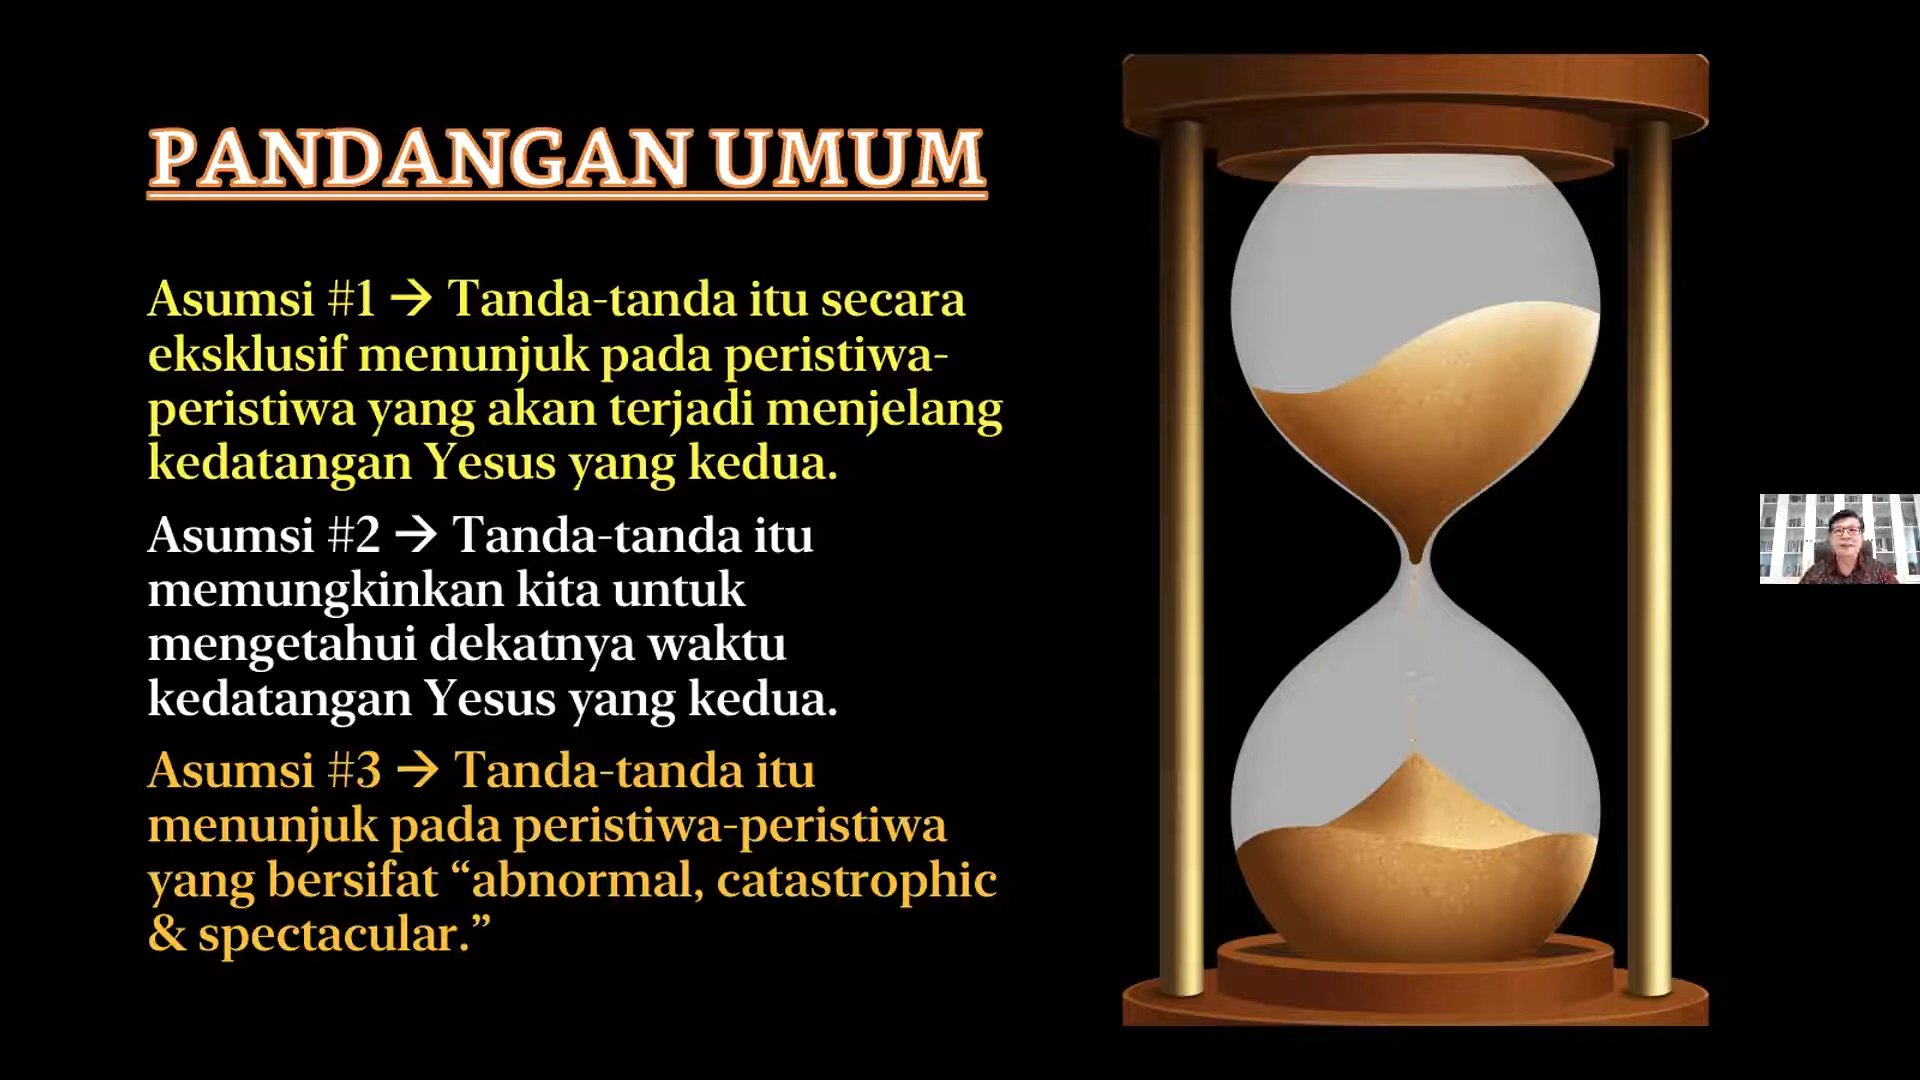 PANDANGAN UMUM
Asumsi #1 → Tanda-tanda itu secara
eksklusif menunjuk pada peristiwa-
peristiwa yang akan terjadi menjelang
kedatangan Yesus yang kedua.
Asumsi #2 → Tanda-tanda itu
memungkinkan kita untuk
mengetahui dekatnya waktu
kedatangan Yesus yang kedua.
Asumsi #3 → Tanda-tanda itu
menunjuk pada peristiwa-peristiwa
yang bersifat “abnormal, catastrophic
& spectacular.”